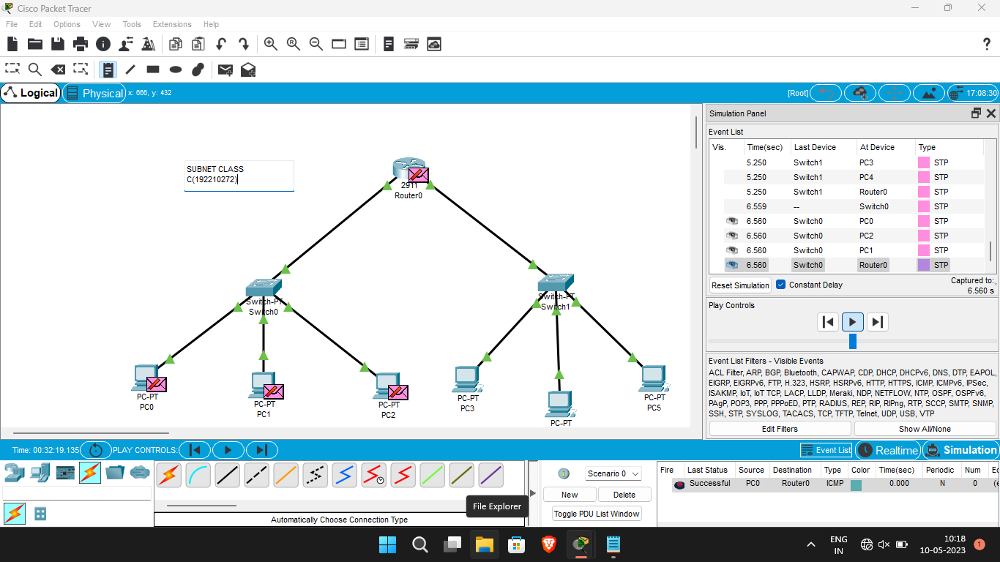 Cisco Packet Tracer
File Edit Options View Tools Extensions Help
?
Logical Physical x: 666, y: 432 [Root] 17:08:30
SUBNET CLASS
C(192210272)
2911
Router0
Switch-PT
Switch0
Switch-PT
Switch1
PC-PT
PC0
PC-PT
PC1
PC-PT
PC2
PC-PT
PC3
PC-PT
PC-PT
PC5
Simulation Panel
Event List
Vis. Time(sec) Last Device At Device Type
5.250 Switch1 PC3 STP
5.250 Switch1 PC4 STP
5.250 Switch1 Router0 STP
6.559 -- Switch0 STP
6.560 Switch0 PC0 STP
6.560 Switch0 PC2 STP
6.560 Switch0 PC1 STP
6.560 Switch0 Router0 STP
Reset Simulation Constant Delay Captured to:
6.560 s
Play Controls
Event List Filters - Visible Events
ACL Filter, ARP, BGP, Bluetooth, CAPWAP, CDP, DHCP, DHCPv6, DNS, DTP, EAPOL,
EIGRP, EIGRPv6, FTP, H.323, HSRP, HSRPv6, HTTP, HTTPS, ICMP, ICMPv6, IPSec,
ISAKMP, IoT, IoT TCP, LACP, LLDP, Meraki, NDP, NETFLOW, NTP, OSPF, OSPFv6,
PAgP, POP3, PPP, PPPoED, PTP, RADIUS, REP, RIP, RIPng, RTP, SCCP, SMTP, SNMP,
SSH, STP, SYSLOG, TACACS, TCP, TFTP, Telnet, UDP, USB, VTP
Edit Filters Show All/None
Time: 00:32:19.135 PLAY CONTROLS: Event List Realtime Simulation
Scenario 0
New Delete
Toggle PDU List Window
Fire Last Status Source Destination Type Color Time(sec) Periodic Num Ec
Successful PC0 Router0 ICMP 0.000 N 0 (e
File Explorer
Automatically Choose Connection Type
ENG
IN
10:18
10-05-2023
1